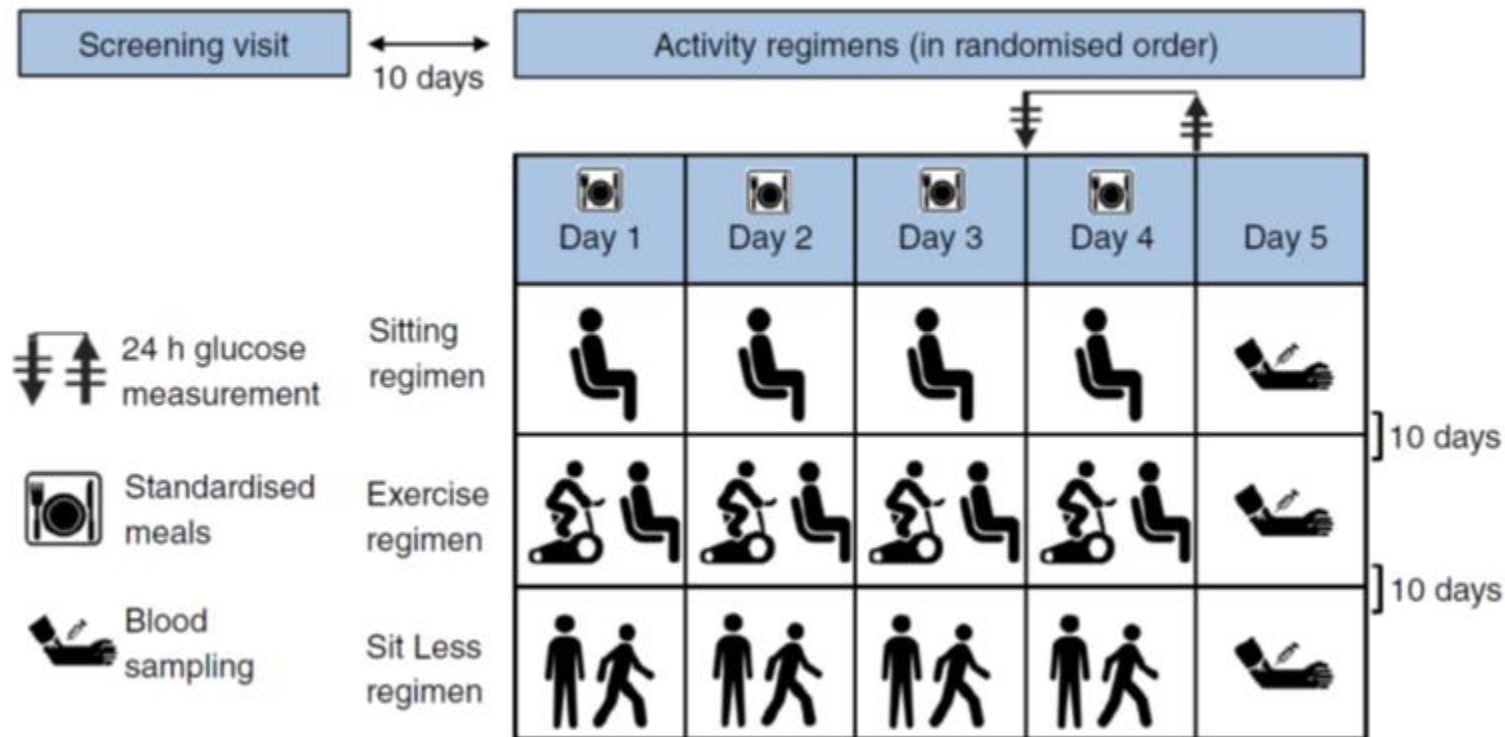 Screening visit
10 days
Activity regimens (in randomised order)
Day 1
Day 2
Day 3
Day 4
Day 5
24 h glucose
measurement
Standardised
meals
Blood
sampling
Sitting
regimen
Exercise
regimen
Sit Less
regimen
10 days
10 days